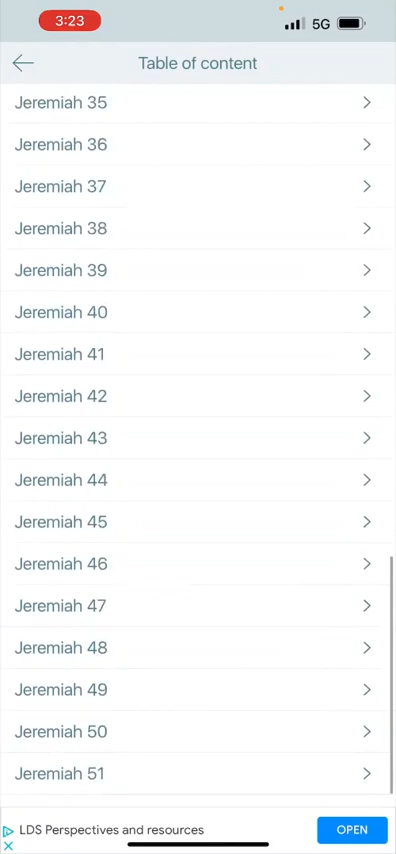 3:23
5G
Table of content
Jeremiah 35
Jeremiah 36
Jeremiah 37
Jeremiah 38
Jeremiah 39
Jeremiah 40
Jeremiah 41
Jeremiah 42
Jeremiah 43
Jeremiah 44
Jeremiah 45
Jeremiah 46
Jeremiah 47
Jeremiah 48
Jeremiah 49
Jeremiah 50
Jeremiah 51
LDS Perspectives and resources
OPEN